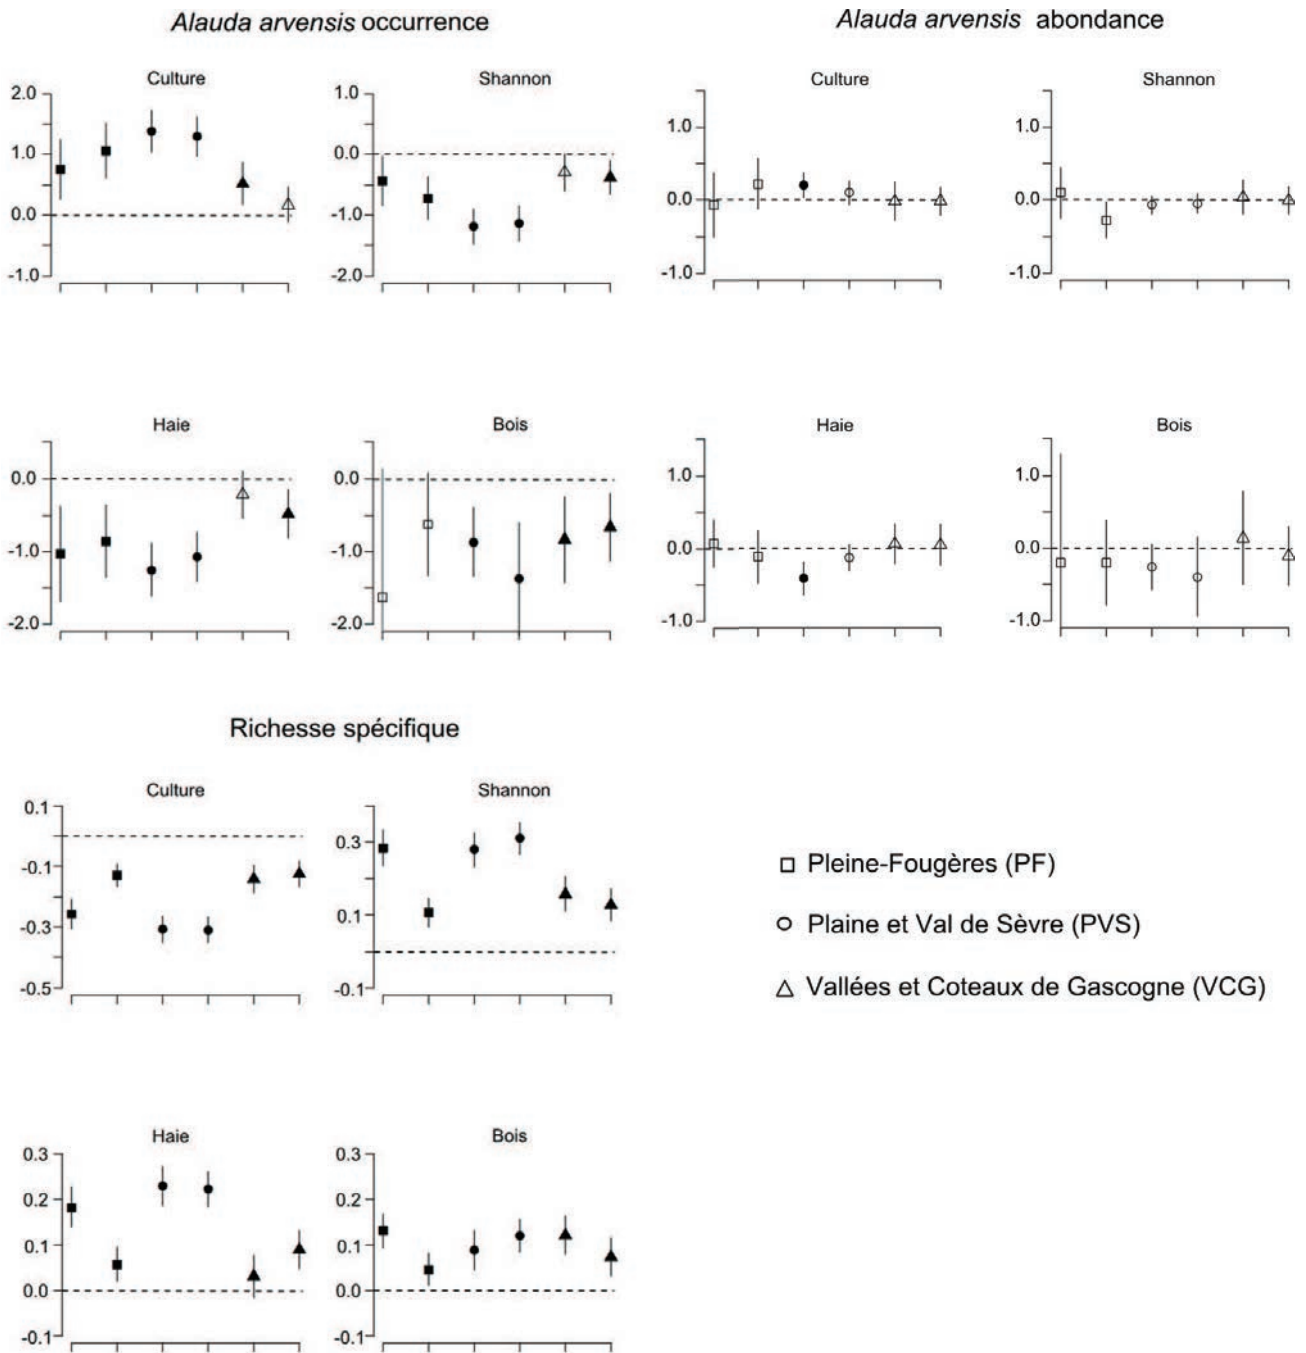 Alauda arvensis occurrence
Alauda arvensis abondance
Culture
2.0
1.0
0.0
-1.0
Shannon
1.0
0.0
-1.0
-2.0
Culture
1.0
0.0
-1.0
Shannon
1.0
0.0
-1.0
Haie
0.0
-1.0
-2.0
Bois
0.0
-1.0
-2.0
Haie
1.0
0.0
-1.0
Bois
1.0
0.0
-1.0
Richesse spécifique
Culture
0.1
-0.1
-0.3
-0.5
Shannon
0.3
0.1
-0.1
Pleine-Fougères (PF)
Plaine et Val de Sèvre (PVS)
Vallées et Coteaux de Gascogne (VCG)
Haie
0.3
0.2
0.1
0.0
-0.1
Bois
0.3
0.2
0.1
0.0
-0.1